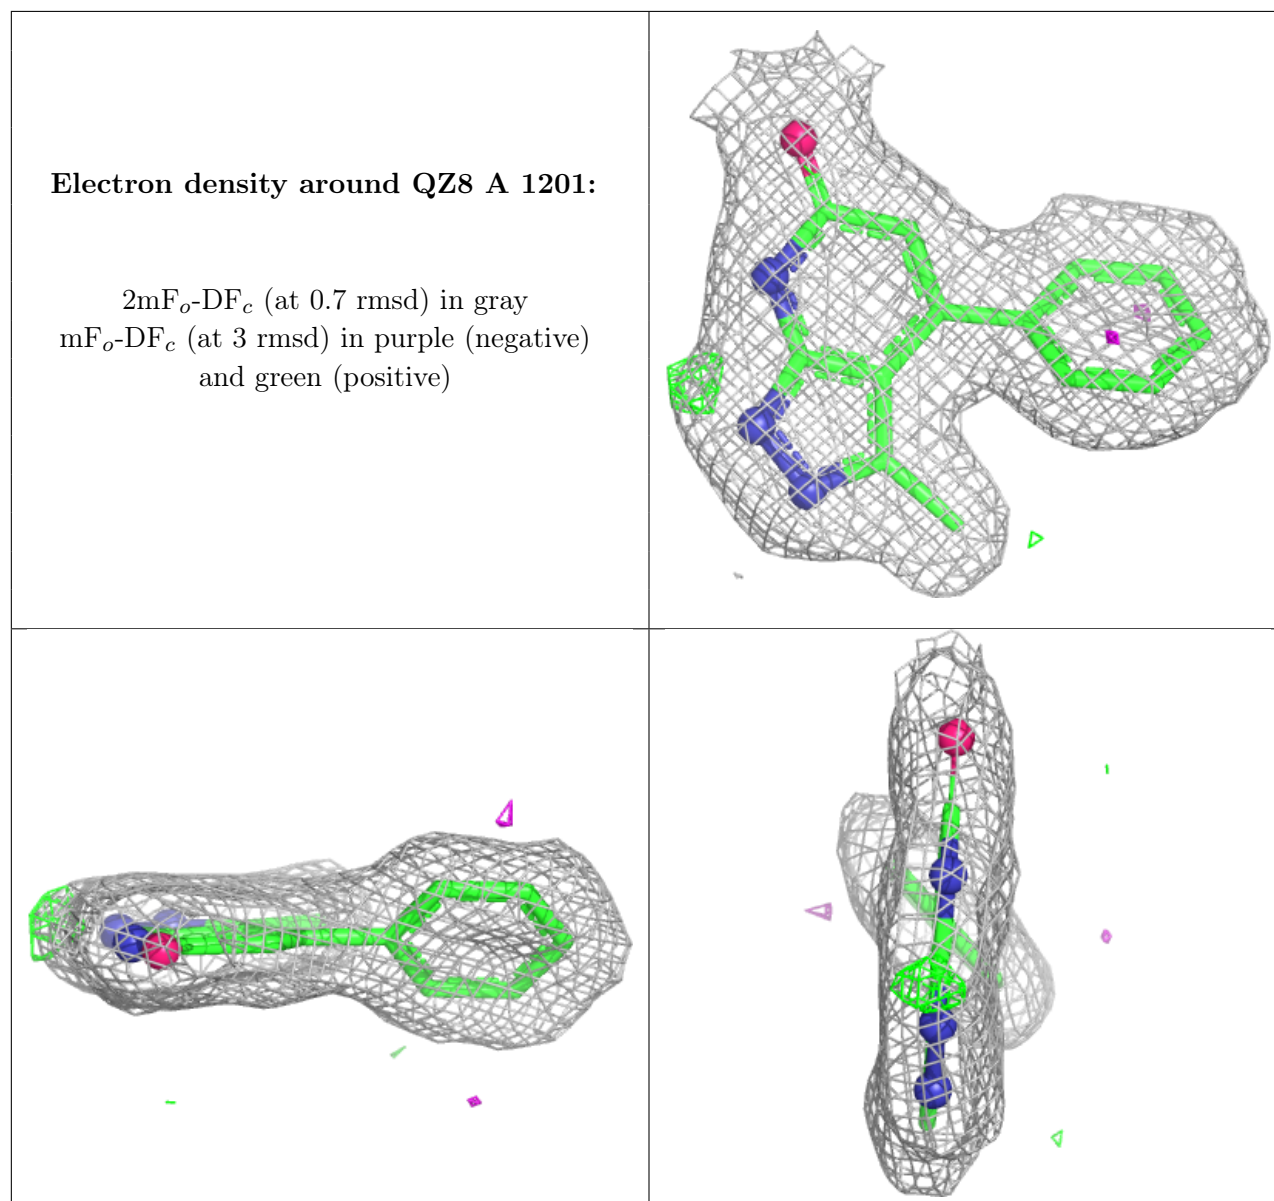 Electron density around QZ8 A 1201:
2mFo-DFc (at 0.7 rmsd) in gray
mFo-DFc (at 3 rmsd) in purple (negative)
and green (positive)